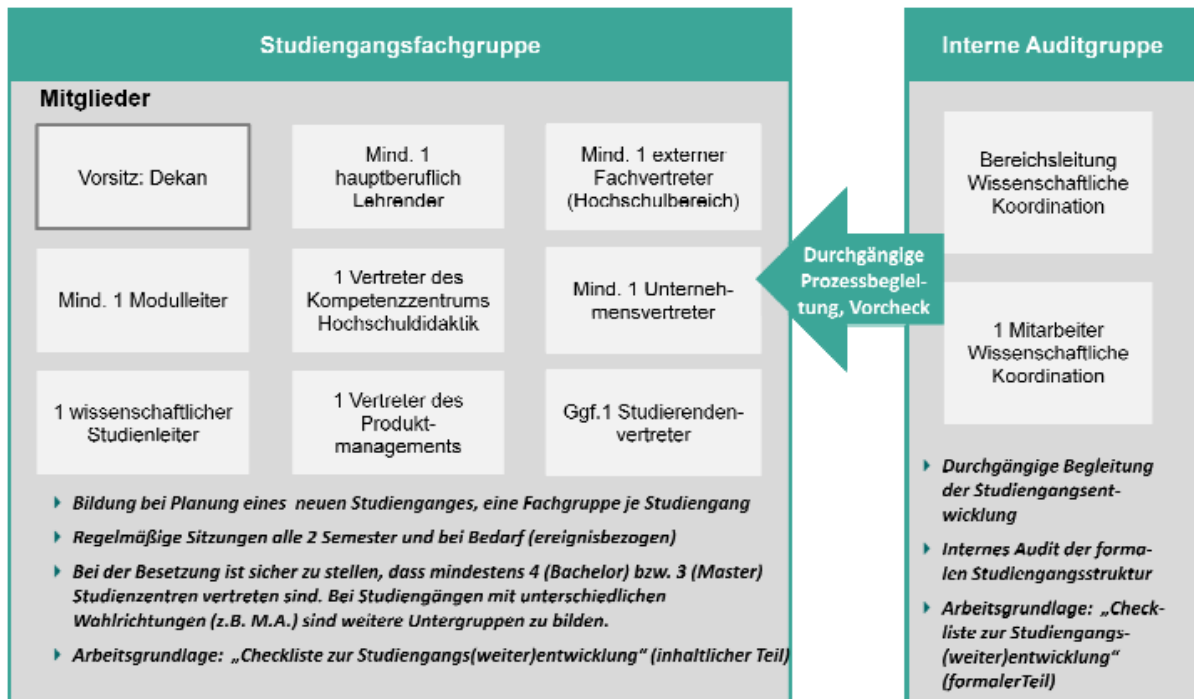 Studiengangsfachgruppe
Mitglieder
Vorsitz: Dekan
Mind. 1
hauptberuflich
Lehrender
Mind. 1 externer
Fachvertreter
(Hochschulbereich)
Mind. 1 Modulleiter
1 Vertreter des
Kompetenzzentrums
Hochschuldidaktik
Mind. 1 Unterneh-
mensvertreter
1 wissenschaftlicher
Studienleiter
1 Vertreter des
Produkt-
managements
Ggf.1 Studierenden-
vertreter
Bildung bei Planung eines neuen Studienganges, eine Fachgruppe je Studiengang
Regelmäßige Sitzungen alle 2 Semester und bei Bedarf (ereignisbezogen)
Bei der Besetzung ist sicher zu stellen, dass mindestens 4 (Bachelor) bzw. 3 (Master)
Studienzentren vertreten sind. Bei Studiengängen mit unterschiedlichen
Wahlrichtungen (z.B. M.A.) sind weitere Untergruppen zu bilden.
Arbeitsgrundlage: „Checkliste zur Studiengangs(weiter)entwicklung“ (inhaltlicher Teil)
Durchgängige
Prozessbeglei-
tung, Vorcheck
Interne Auditgruppe
Bereichsleitung
Wissenschaftliche
Koordination
1 Mitarbeiter
Wissenschaftliche
Koordination
Durchgängige Begleitung
der Studiengangsent-
wicklung
Internes Audit der forma-
len Studiengangsstruktur
Arbeitsgrundlage: „Check-
liste zur Studiengangs-
(weiter)entwicklung“
(formalerTeil)